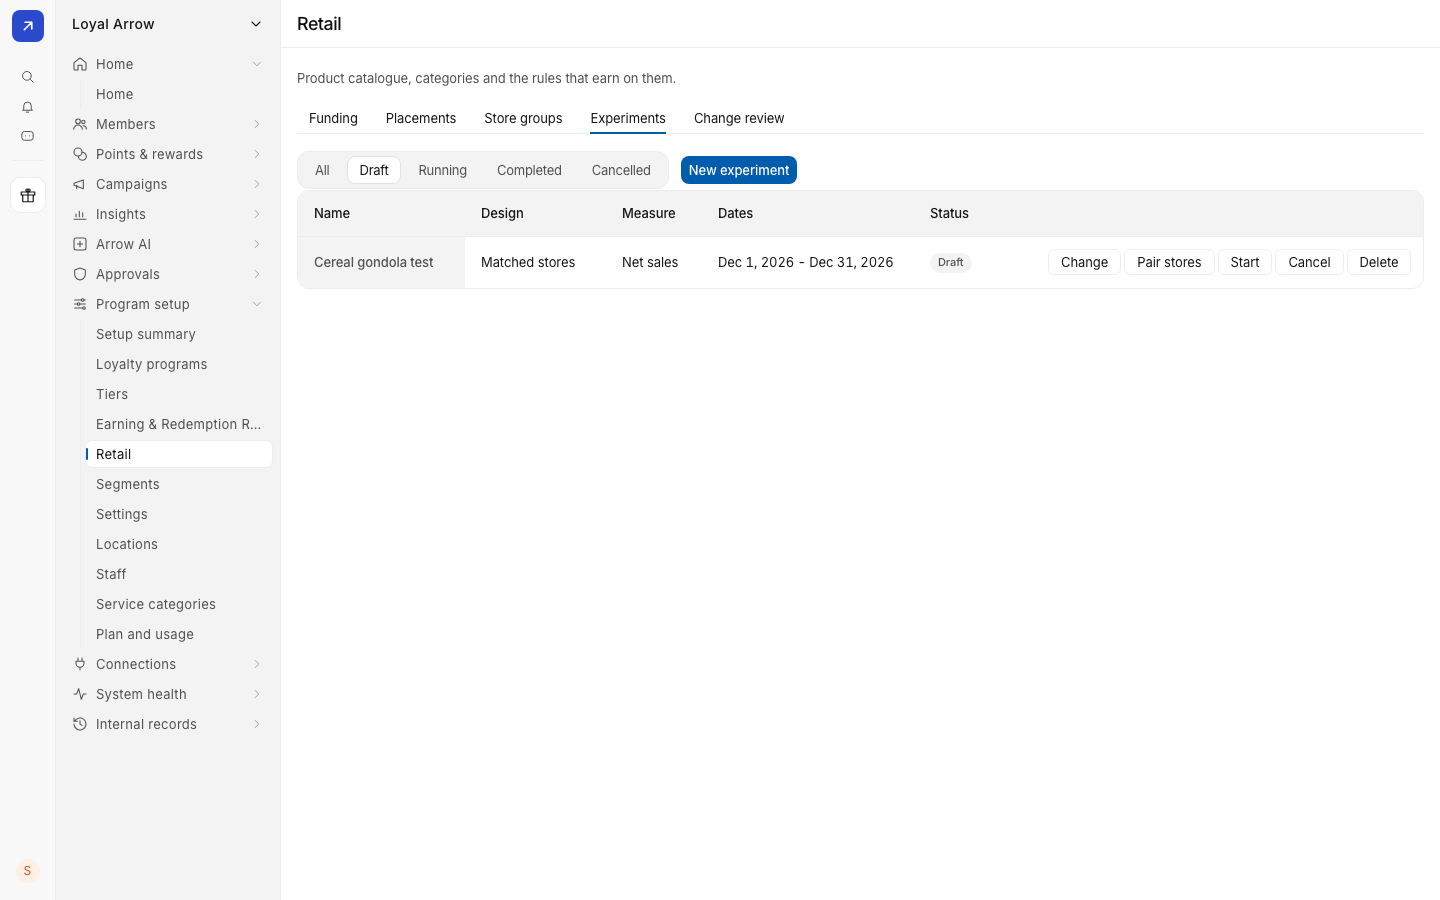 Loyal Arrow
Home
Home
Members
Points & rewards
Campaigns
Insights
Arrow AI
Approvals
Program setup
Setup summary
Loyalty programs
Tiers
Earning & Redemption R...
Retail
Segments
Settings
Locations
Staff
Service categories
Plan and usage
Connections
System health
Internal records
S
Retail
Product catalogue, categories and the rules that earn on them.
Funding Placements Store groups Experiments Change review
All Draft Running Completed Cancelled New experiment
Name Design Measure Dates Status
Cereal gondola test Matched stores Net sales Dec 1, 2026 - Dec 31, 2026 Draft Change Pair stores Start Cancel Delete